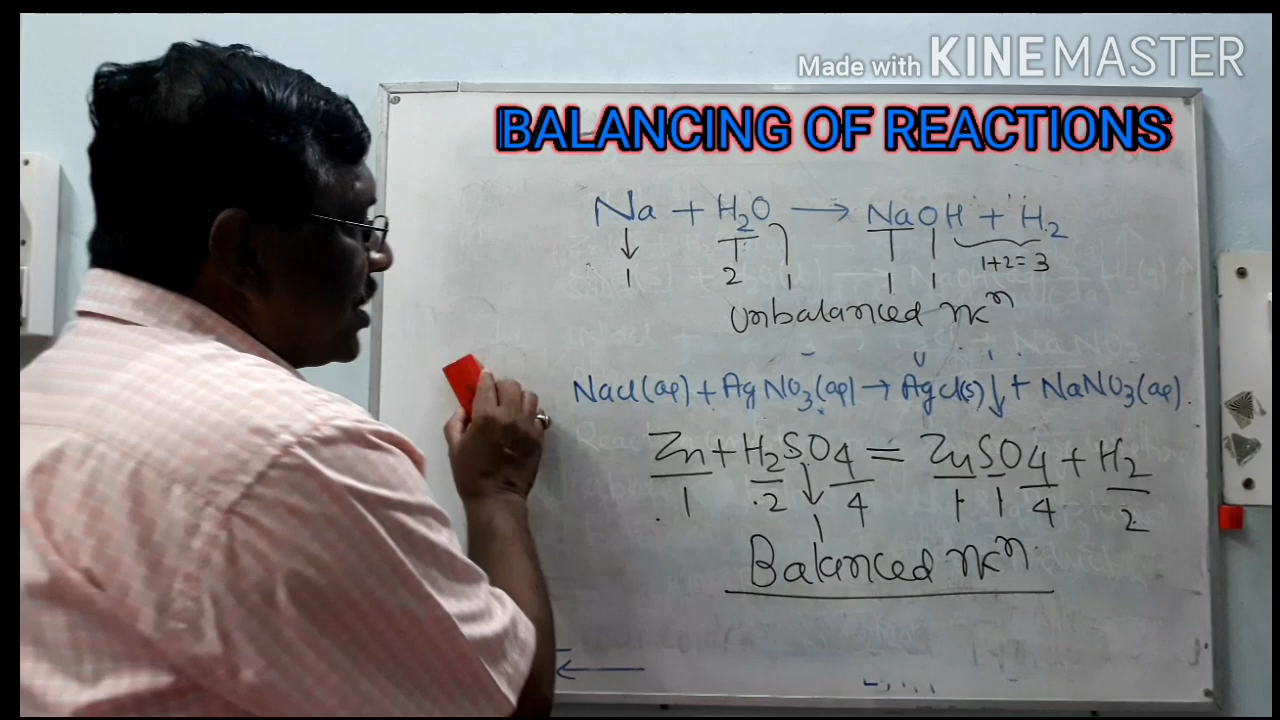 Made with KINEMASTER
BALANCING OF REACTIONS
Na + H₂O → NaOH + H₂
↓
1 2 1 1 1 1+2=3
Unbalanced rxⁿ
NaCl(aq) + AgNO₃(aq) → AgCl(s)↓ + NaNO₃(aq).
Zn + H₂SO₄ = ZnSO₄ + H₂
1 2 ↓ 4 1 1 4 2
1
Balanced rxⁿ
←